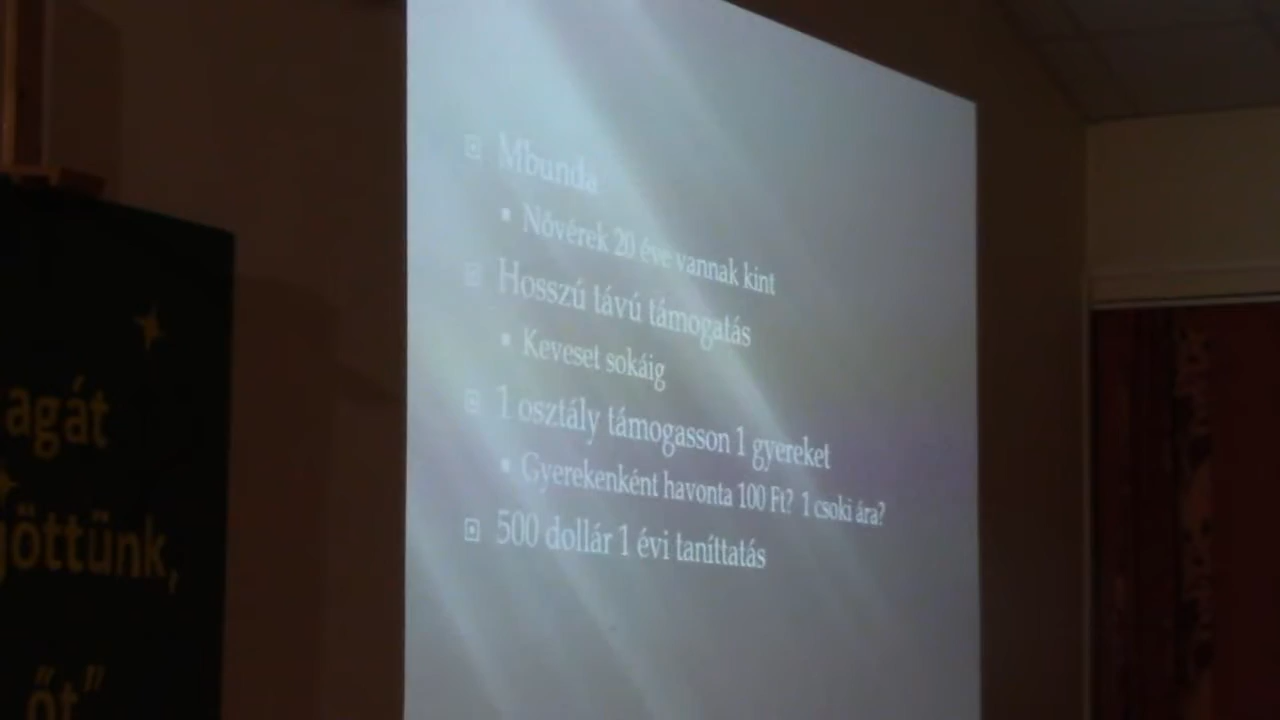 Mbunda
Nővérek 20 éve vannak kint
Hosszú távú támogatás
Keveset sokáig
1 osztály támogasson 1 gyereket
Gyerekenként havonta 100 Ft? 1 csoki ára?
500 dollár 1 évi taníttatás
agát
jöttünk,
őt”